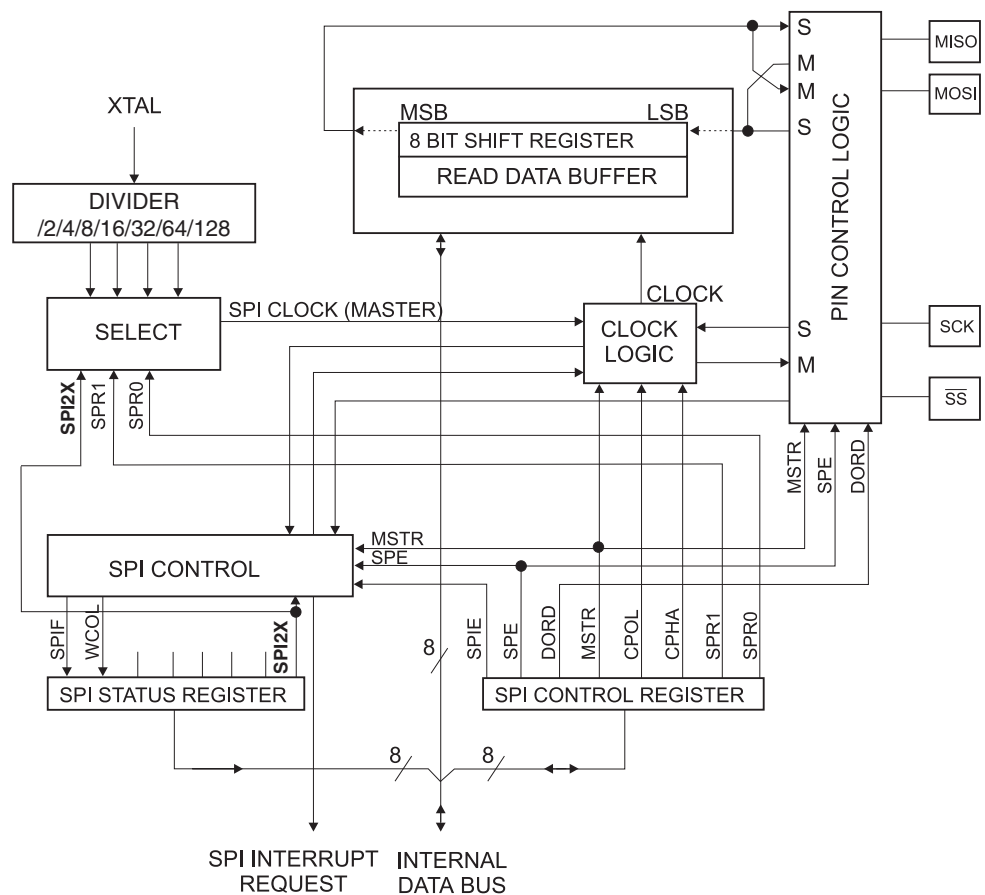 S
MISO
M
M
MOSI
XTAL
MSB
LSB
S
8 BIT SHIFT REGISTER
READ DATA BUFFER
DIVIDER
/2/4/8/16/32/64/128
PIN CONTROL LOGIC
SPI CLOCK (MASTER)
CLOCK
SELECT
CLOCK
LOGIC
S
SCK
M
SPI2X
SPR1
SPR0
SS
MSTR
SPE
DORD
MSTR
SPE
SPI CONTROL
SPIF
WCOL
SPI2X
8
SPIE
SPE
DORD
MSTR
CPOL
CPHA
SPR1
SPR0
SPI STATUS REGISTER
SPI CONTROL REGISTER
8
8
SPI INTERRUPT
REQUEST
INTERNAL
DATA BUS